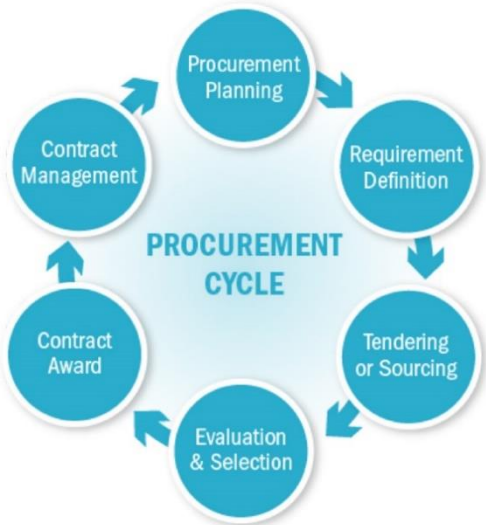 Procurement
Planning
Requirement
Definition
Tendering
or Sourcing
Evaluation
& Selection
Contract
Award
Contract
Management
PROCUREMENT
CYCLE